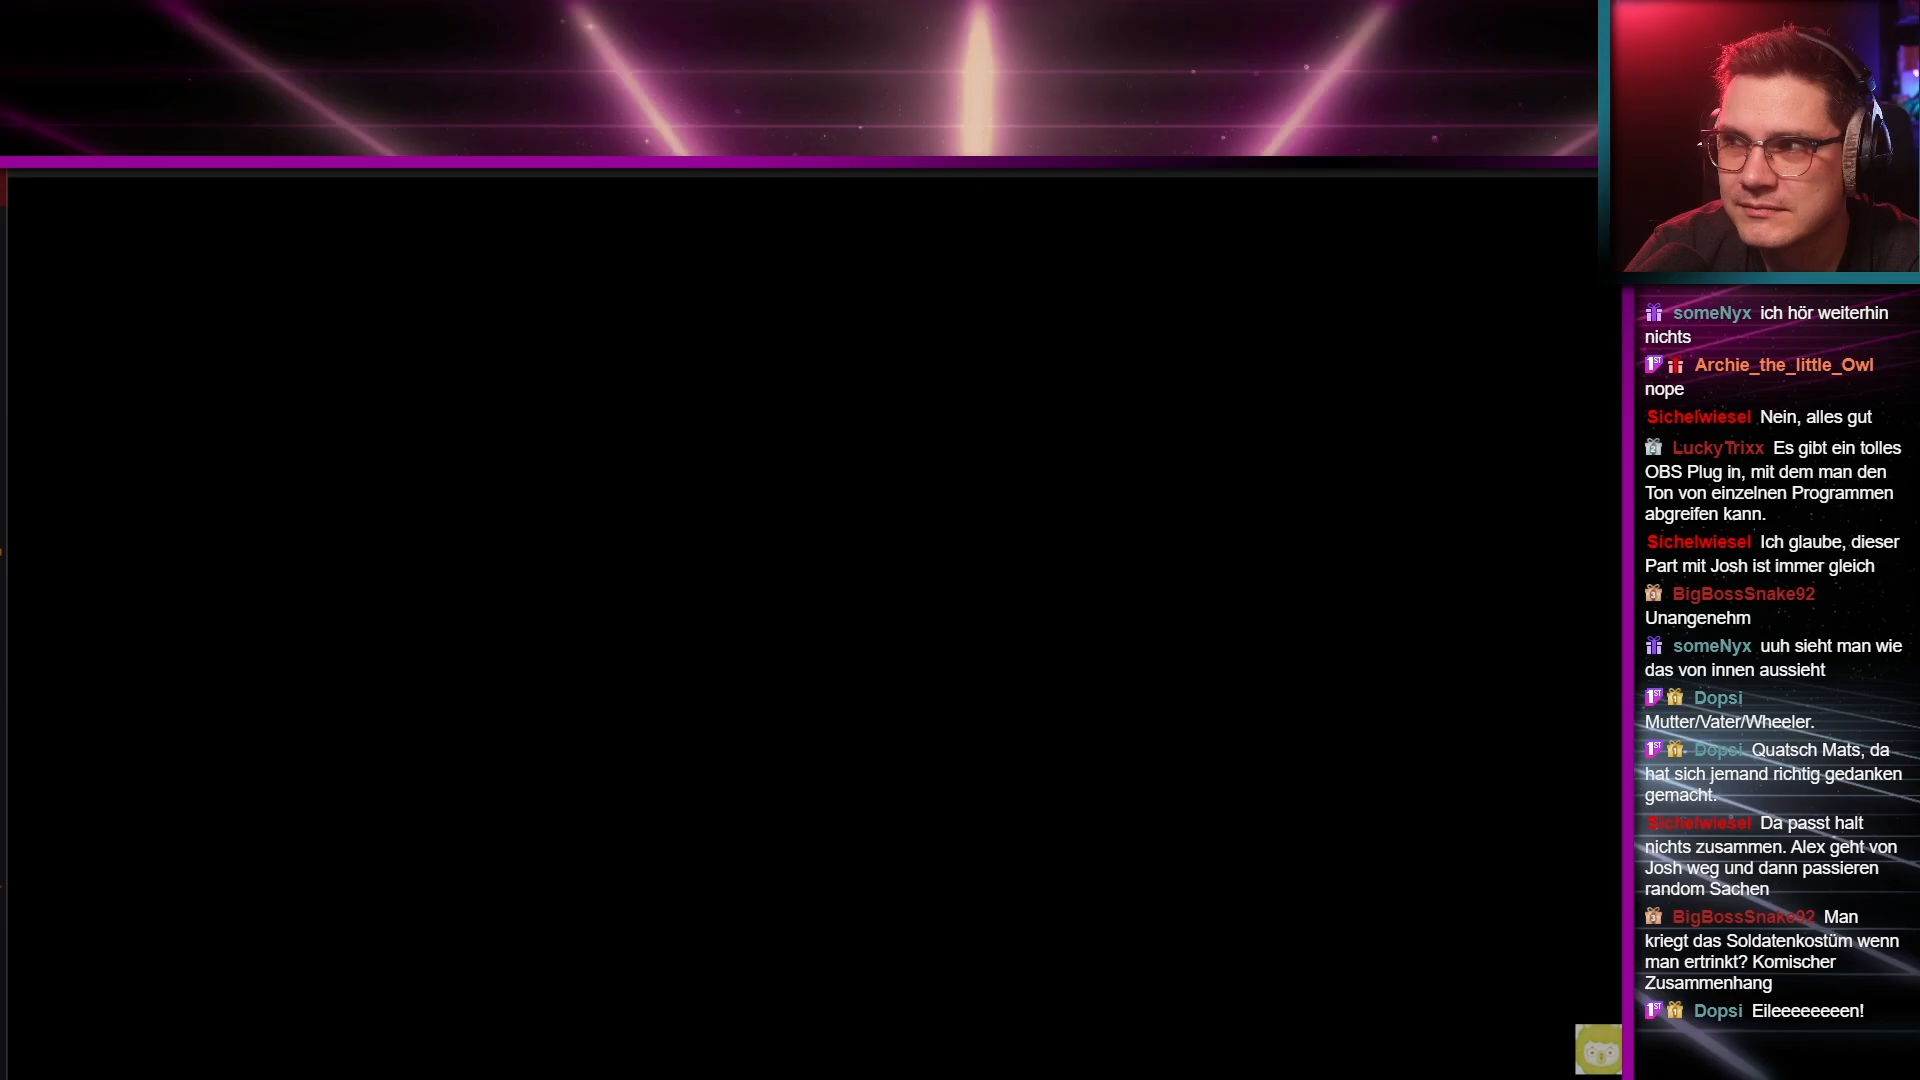 someNyx ich hör weiterhin
nichts
1ST Archie_the_little_Owl
nope
Sichelwiesel Nein, alles gut
LuckyTrixx Es gibt ein tolles
OBS Plug in, mit dem man den
Ton von einzelnen Programmen
abgreifen kann.
Sichelwiesel Ich glaube, dieser
Part mit Josh ist immer gleich
BigBossSnake92
Unangenehm
someNyx uuh sieht man wie
das von innen aussieht
1ST Dopsi
Mutter/Vater/Wheeler.
1ST Dopsi Quatsch Mats, da
hat sich jemand richtig gedanken
gemacht.
Sichelwiesel Da passt halt
nichts zusammen. Alex geht von
Josh weg und dann passieren
random Sachen
BigBossSnake92 Man
kriegt das Soldatenkostüm wenn
man ertrinkt? Komischer
Zusammenhang
1ST Dopsi Eileeeeeeeen!